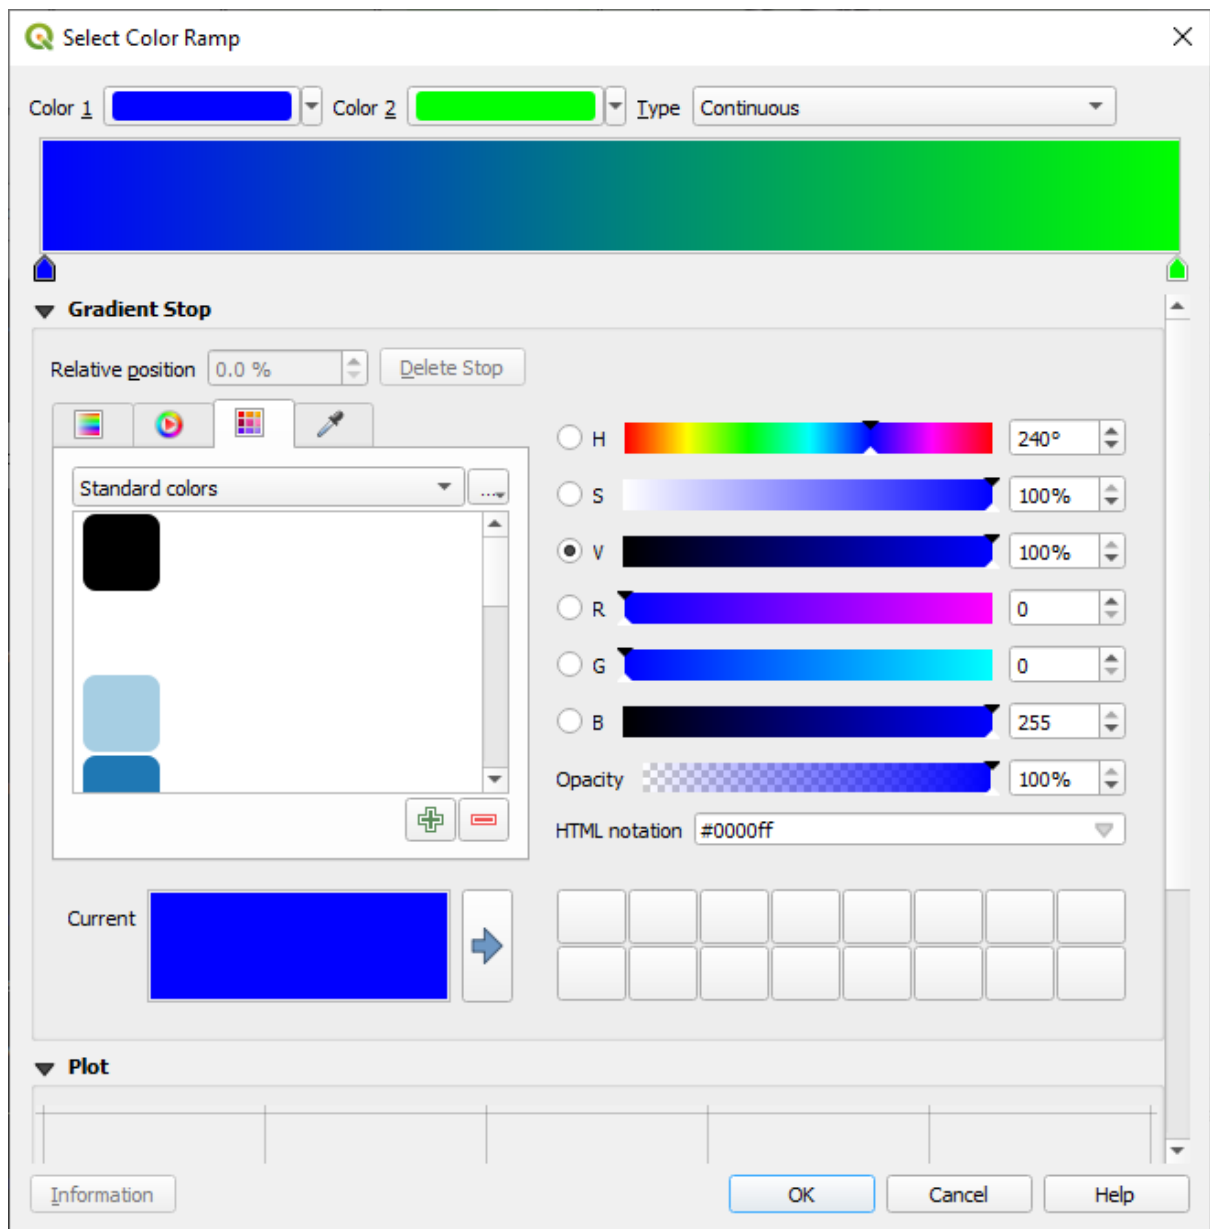 Select Color Ramp
Color 1 Color 2 Type Continuous
Gradient Stop
Relative position 0.0 % Delete Stop
H 240°
Standard colors ...
S 100%
V 100%
R 0
G 0
B 255
Opacity 100%
HTML notation #0000ff
Current
Plot
Information OK Cancel Help